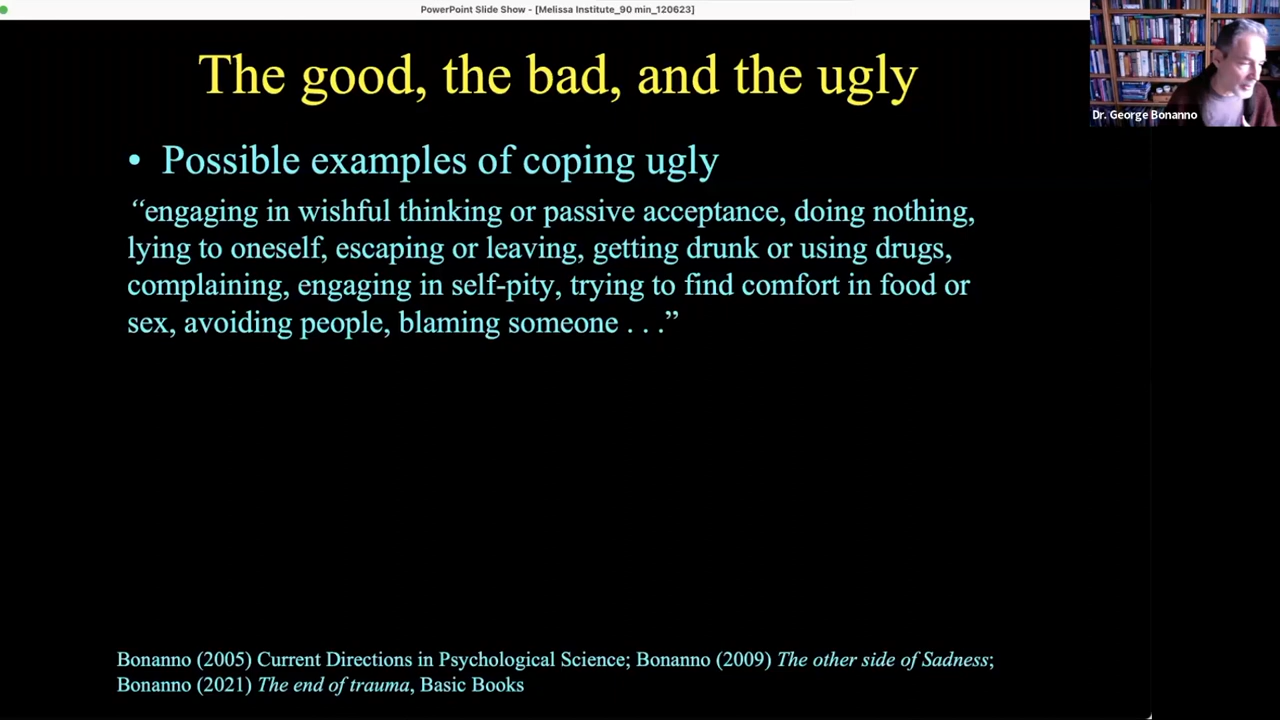 PowerPoint Slide Show - [Melissa Institute_90 min_120623]
The good, the bad, and the ugly
Dr. George Bonanno
• Possible examples of coping ugly
“engaging in wishful thinking or passive acceptance, doing nothing,
lying to oneself, escaping or leaving, getting drunk or using drugs,
complaining, engaging in self-pity, trying to find comfort in food or
sex, avoiding people, blaming someone . . .”
Bonanno (2005) Current Directions in Psychological Science; Bonanno (2009) The other side of Sadness;
Bonanno (2021) The end of trauma, Basic Books